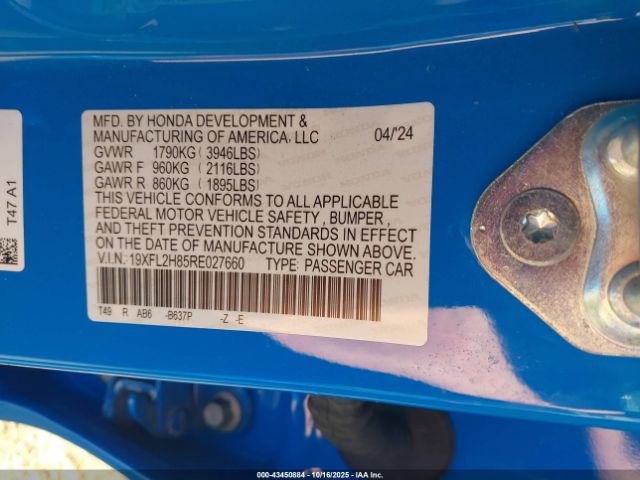 MFD. BY HONDA DEVELOPMENT &
MANUFACTURING OF AMERICA, LLC 04/'24
GVWR 1790KG ( 3946LBS)
GAWR F 960KG ( 2116LBS)
GAWR R 860KG ( 1895LBS)
THIS VEHICLE CONFORMS TO ALL APPLICABLE
FEDERAL MOTOR VEHICLE SAFETY , BUMPER ,
AND THEFT PREVENTION STANDARDS IN EFFECT
ON THE DATE OF MANUFACTURE SHOWN ABOVE.
V.I.N: 19XFL2H85RE027660 TYPE: PASSENGER CAR
T49 R AB6 -B637P -Z -E
T47 A1
000-43450884 - 10/16/2025 - IAA Inc.